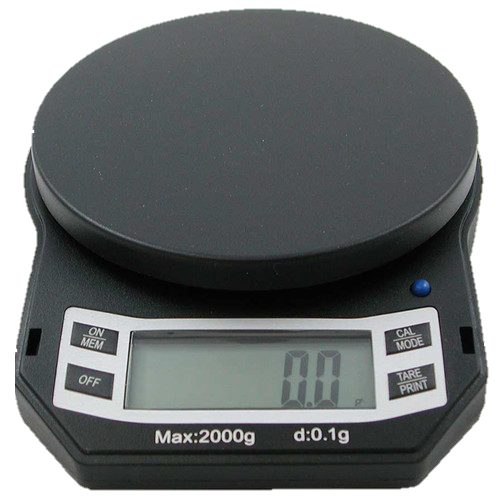 ON
MEM
CAL
MODE
0.0
OFF
TARE
PRINT
Max:2000g d:0.1g